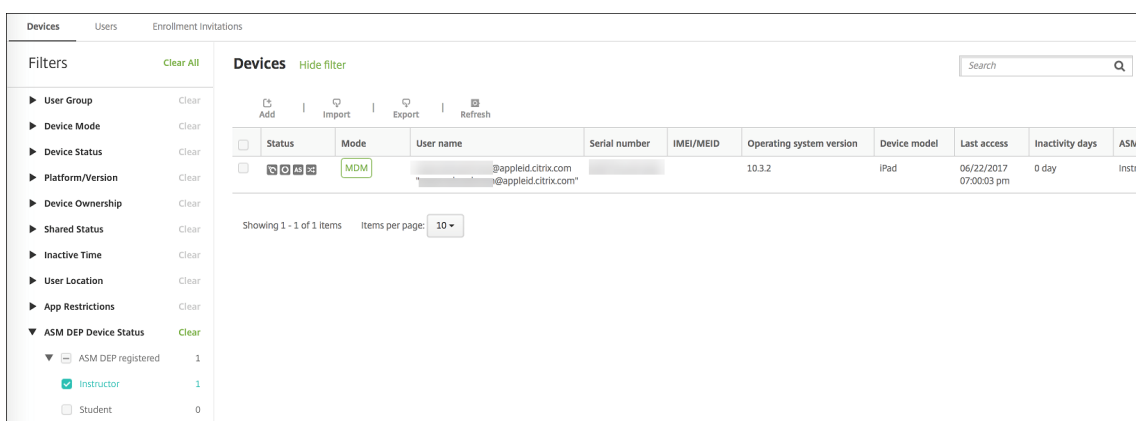 Devices Users Enrollment Invitations
Filters Clear All
Devices Hide filter
Search
User Group Clear
Device Mode Clear
Device Status Clear
Platform/Version Clear
Device Ownership Clear
Shared Status Clear
Inactive Time Clear
User Location Clear
App Restrictions Clear
ASM DEP Device Status Clear
ASM DEP registered 1
Instructor 1
Student 0
Add | Import | Export | Refresh
Status Mode User name Serial number IMEI/MEID Operating system version Device model Last access Inactivity days ASM
AS MDM @appleid.citrix.com 10.3.2 iPad 06/22/2017 0 day Instr
" @appleid.citrix.com" 07:00:03 pm
Showing 1 - 1 of 1 items Items per page: 10